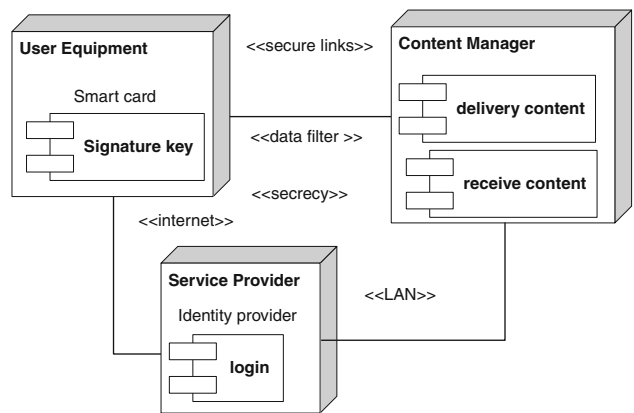 User Equipment
<<secure links>>
Content Manager
Smart card
Signature key
delivery content
<<data filter >>
receive content
<<secrecy>>
<<internet>>
Service Provider
<<LAN>>
Identity provider
login